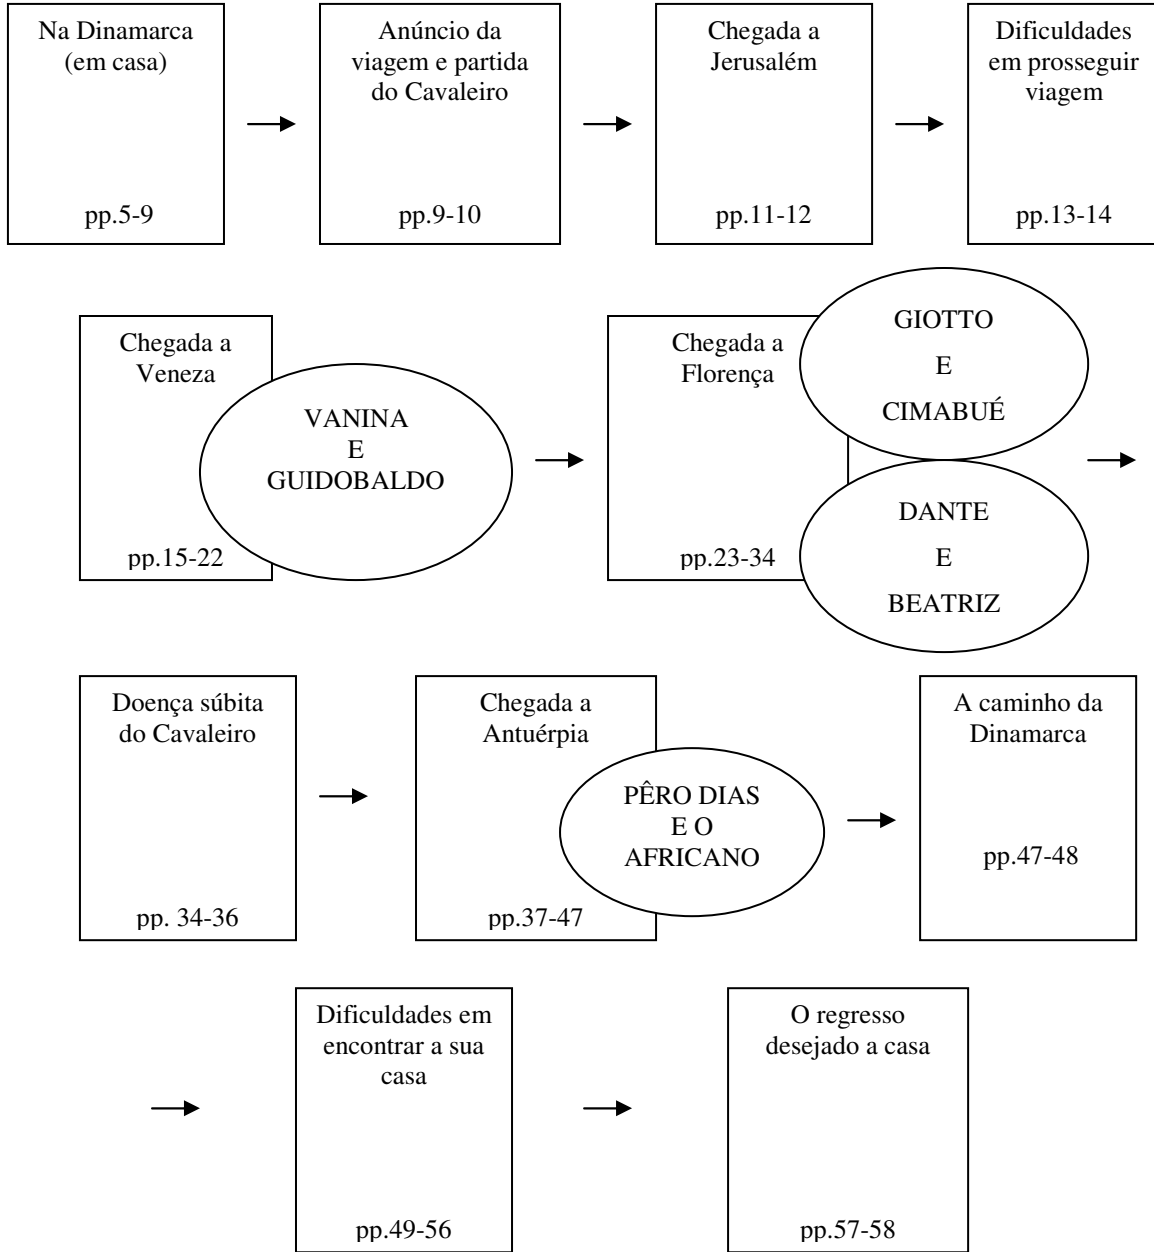 Na Dinamarca
(em casa)
pp.5-9
Anúncio da
viagem e partida
do Cavaleiro
pp.9-10
Chegada a
Jerusalém
pp.11-12
Dificuldades
em prosseguir
viagem
pp.13-14
Chegada a
Veneza
pp.15-22
VANINA
E
GUIDOBALDO
Chegada a
Florença
pp.23-34
GIOTTO
E
CIMABUÉ
DANTE
E
BEATRIZ
Doença súbita
do Cavaleiro
pp. 34-36
Chegada a
Antuérpia
pp.37-47
PÊRO DIAS
E O
AFRICANO
A caminho da
Dinamarca
pp.47-48
Dificuldades em
encontrar a sua
casa
pp.49-56
O regresso
desejado a casa
pp.57-58